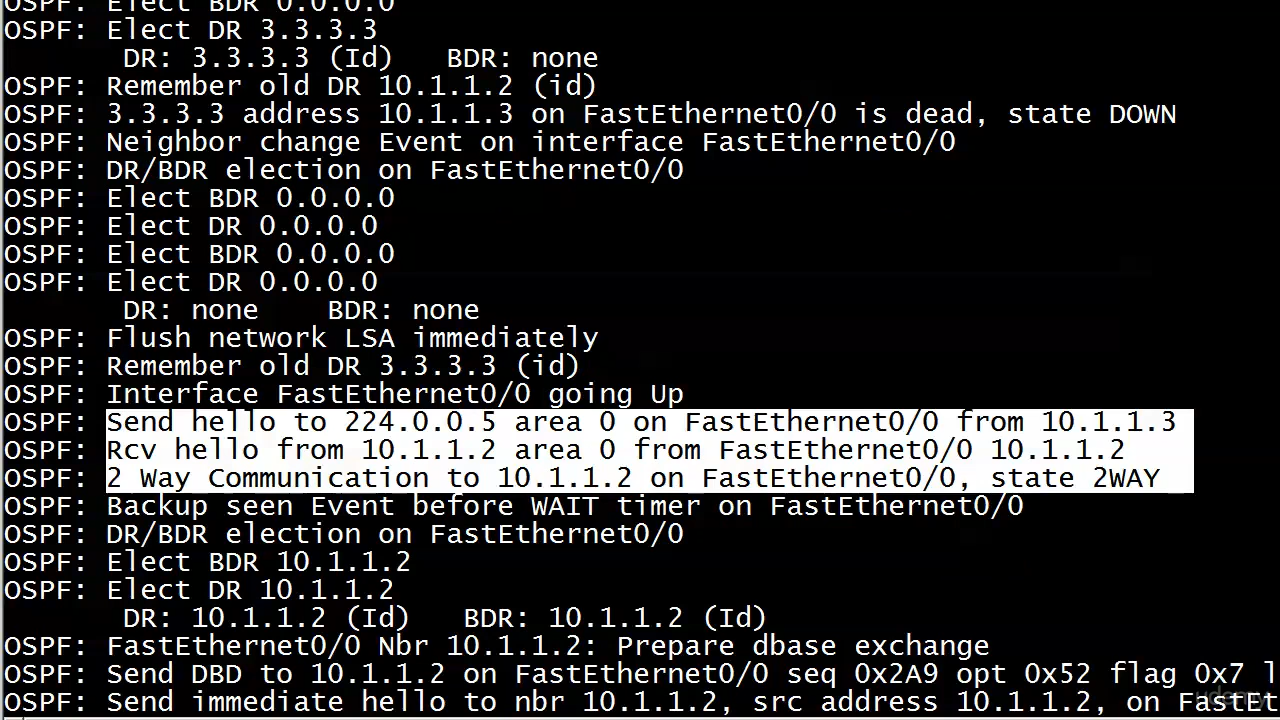 OSPF: Elect BDR 0.0.0.0
OSPF: Elect DR 3.3.3.3
DR: 3.3.3.3 (Id) BDR: none
OSPF: Remember old DR 10.1.1.2 (id)
OSPF: 3.3.3.3 address 10.1.1.3 on FastEthernet0/0 is dead, state DOWN
OSPF: Neighbor change Event on interface FastEthernet0/0
OSPF: DR/BDR election on FastEthernet0/0
OSPF: Elect BDR 0.0.0.0
OSPF: Elect DR 0.0.0.0
OSPF: Elect BDR 0.0.0.0
OSPF: Elect DR 0.0.0.0
DR: none BDR: none
OSPF: Flush network LSA immediately
OSPF: Remember old DR 3.3.3.3 (id)
OSPF: Interface FastEthernet0/0 going Up
OSPF: Send hello to 224.0.0.5 area 0 on FastEthernet0/0 from 10.1.1.3
OSPF: Rcv hello from 10.1.1.2 area 0 from FastEthernet0/0 10.1.1.2
OSPF: 2 Way Communication to 10.1.1.2 on FastEthernet0/0, state 2WAY
OSPF: Backup seen Event before WAIT timer on FastEthernet0/0
OSPF: DR/BDR election on FastEthernet0/0
OSPF: Elect BDR 10.1.1.2
OSPF: Elect DR 10.1.1.2
DR: 10.1.1.2 (Id) BDR: 10.1.1.2 (Id)
OSPF: FastEthernet0/0 Nbr 10.1.1.2: Prepare dbase exchange
OSPF: Send DBD to 10.1.1.2 on FastEthernet0/0 seq 0x2A9 opt 0x52 flag 0x7 l
OSPF: Send immediate hello to nbr 10.1.1.2, src address 10.1.1.2, on FastEt
udemy